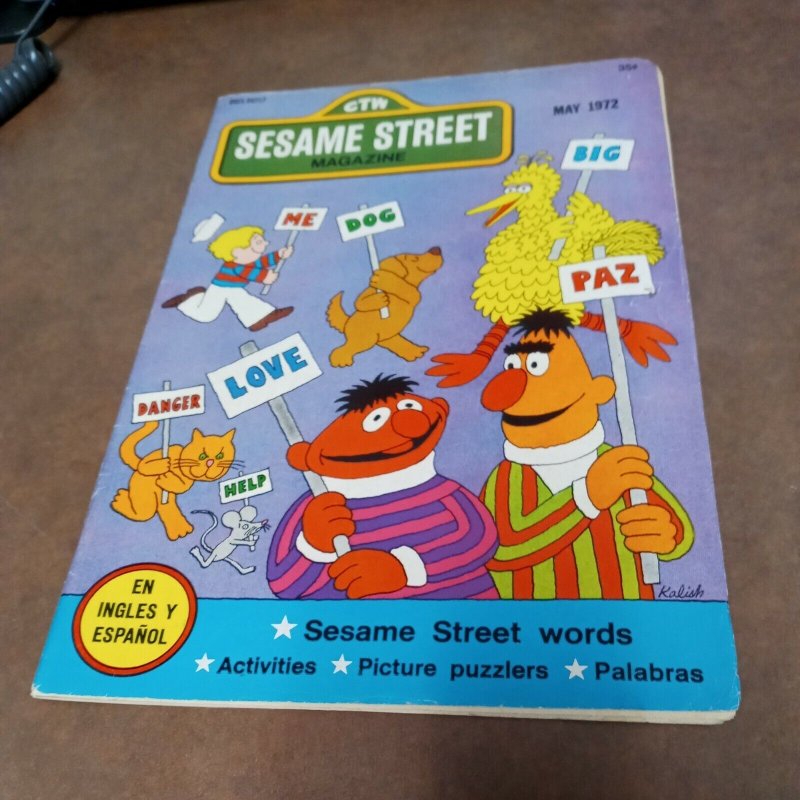 35¢
CTW
SESAME STREET
MAGAZINE
MAY 1972
BIG
ME
DOG
PAZ
LOVE
DANGER
HELP
Kalish
EN
INGLES Y
ESPAÑOL
★ Sesame Street words
★ Activities ★ Picture puzzlers ★ Palabras